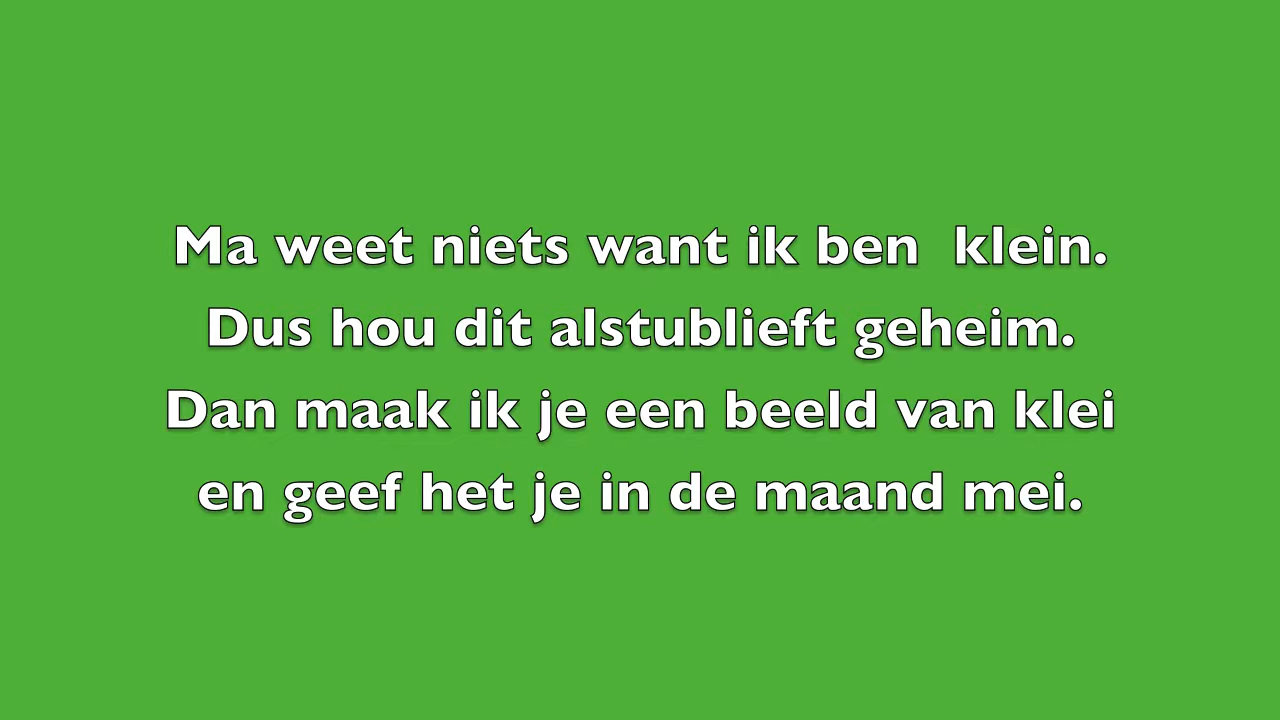 Ma weet niets want ik ben  klein.
Dus hou dit alstublieft geheim.
Dan maak ik je een beeld van klei
en geef het je in de maand mei.